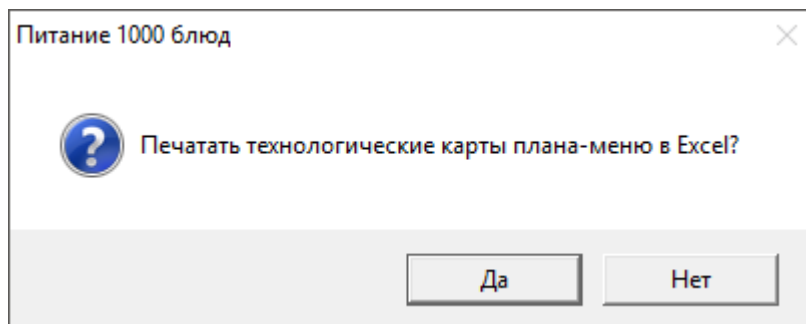 Питание 1000 блюд
Печатать технологические карты плана-меню в Excel?
Да
Нет